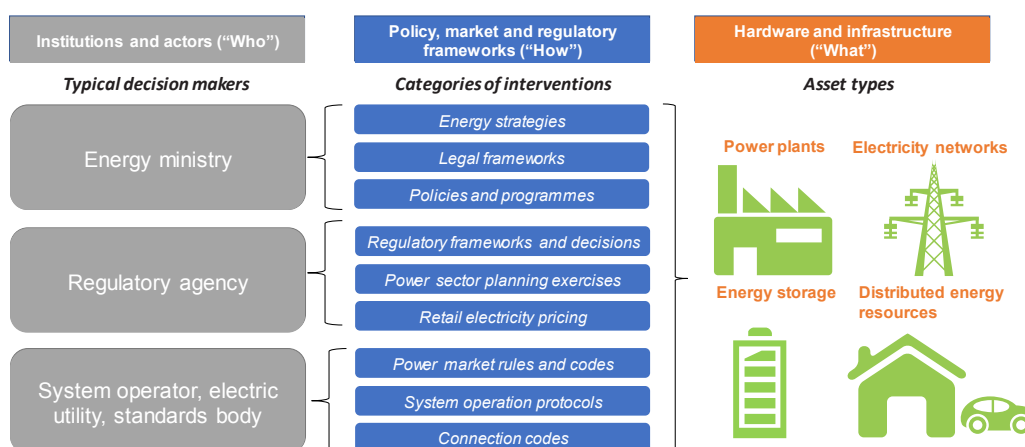 Institutions and actors (“Who”)
Typical decision makers
Energy ministry
Regulatory agency
System operator, electric
utility, standards body
Policy, market and regulatory
frameworks (“How”)
Categories of interventions
Energy strategies
Legal frameworks
Policies and programmes
Regulatory frameworks and decisions
Power sector planning exercises
Retail electricity pricing
Power market rules and codes
System operation protocols
Connection codes
Hardware and infrastructure
(“What”)
Asset types
Power plants
Electricity networks
Energy storage
Distributed energy
resources